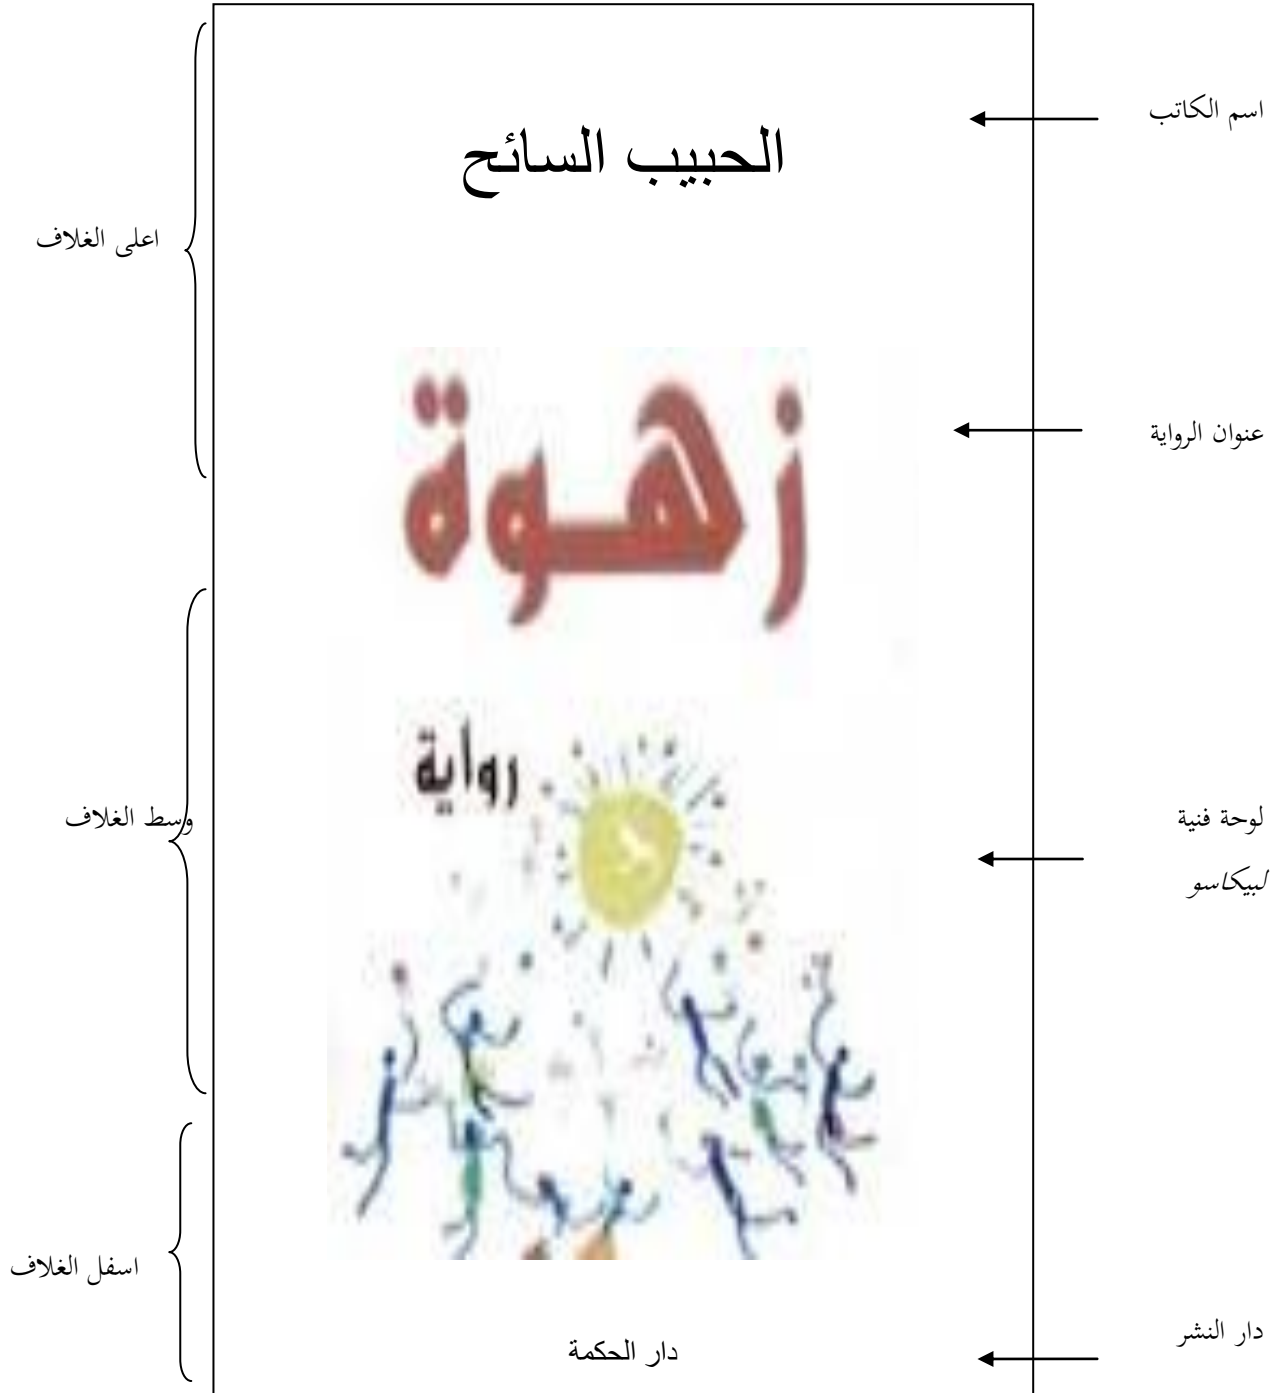 اسم الكاتب
الحبيب السائح
اعلى الغلاف
عنوان الرواية
زهوة
رواية
وسط الغلاف
لوحة فنية
لبيكاسو
اسفل الغلاف
دار النشر
دار الحكمة